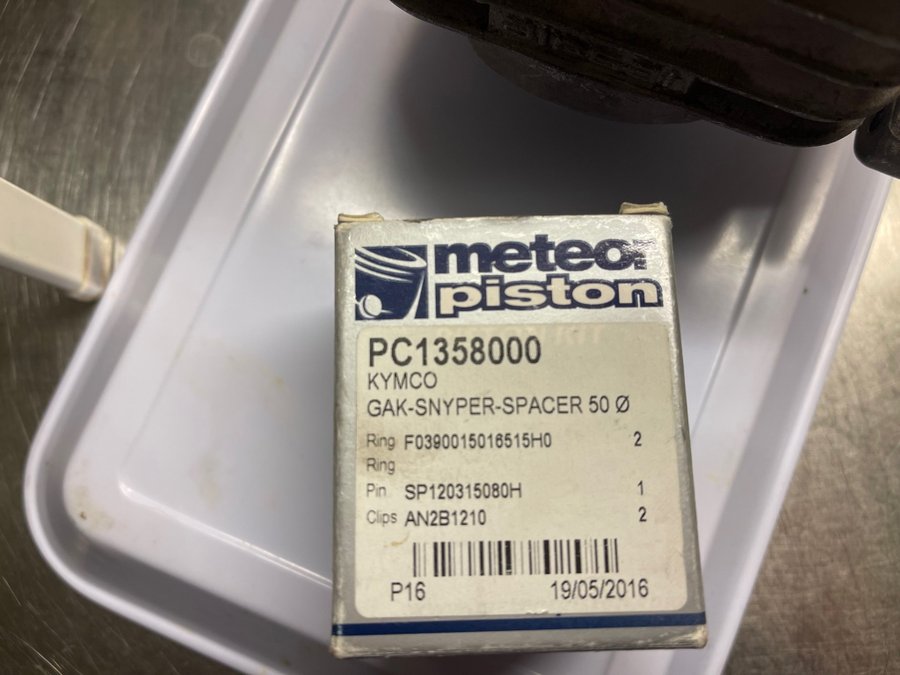 meteor
piston
PC1358000
KYMCO
GAK-SNYPER-SPACER 50 Ø
Ring F0390015016515H0 2
Ring
Pin SP120315080H 1
Clips AN2B1210 2
P16 19/05/2016